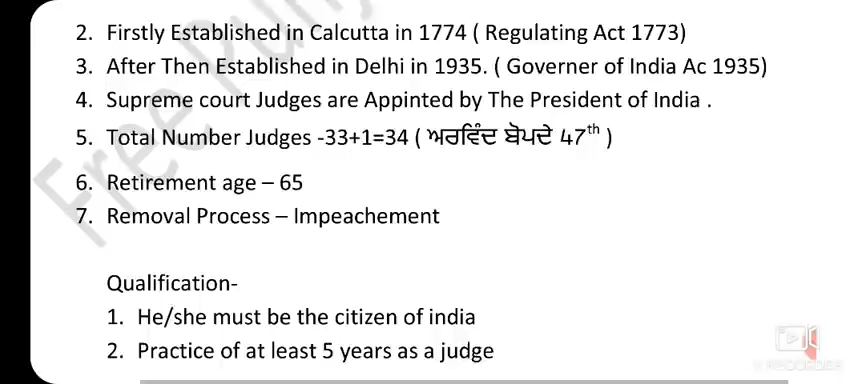 2. Firstly Established in Calcutta in 1774 ( Regulating Act 1773)
3. After Then Established in Delhi in 1935. ( Governer of India Ac 1935)
4. Supreme court Judges are Appinted by The President of India .
5. Total Number Judges -33+1=34 ( ਅਰਵਿੰਦ ਬੋਪਦੇ 47th )
6. Retirement age – 65
7. Removal Process – Impeachement
Qualification-
1. He/she must be the citizen of india
2. Practice of at least 5 years as a judge
Free Punj
V RECORDER